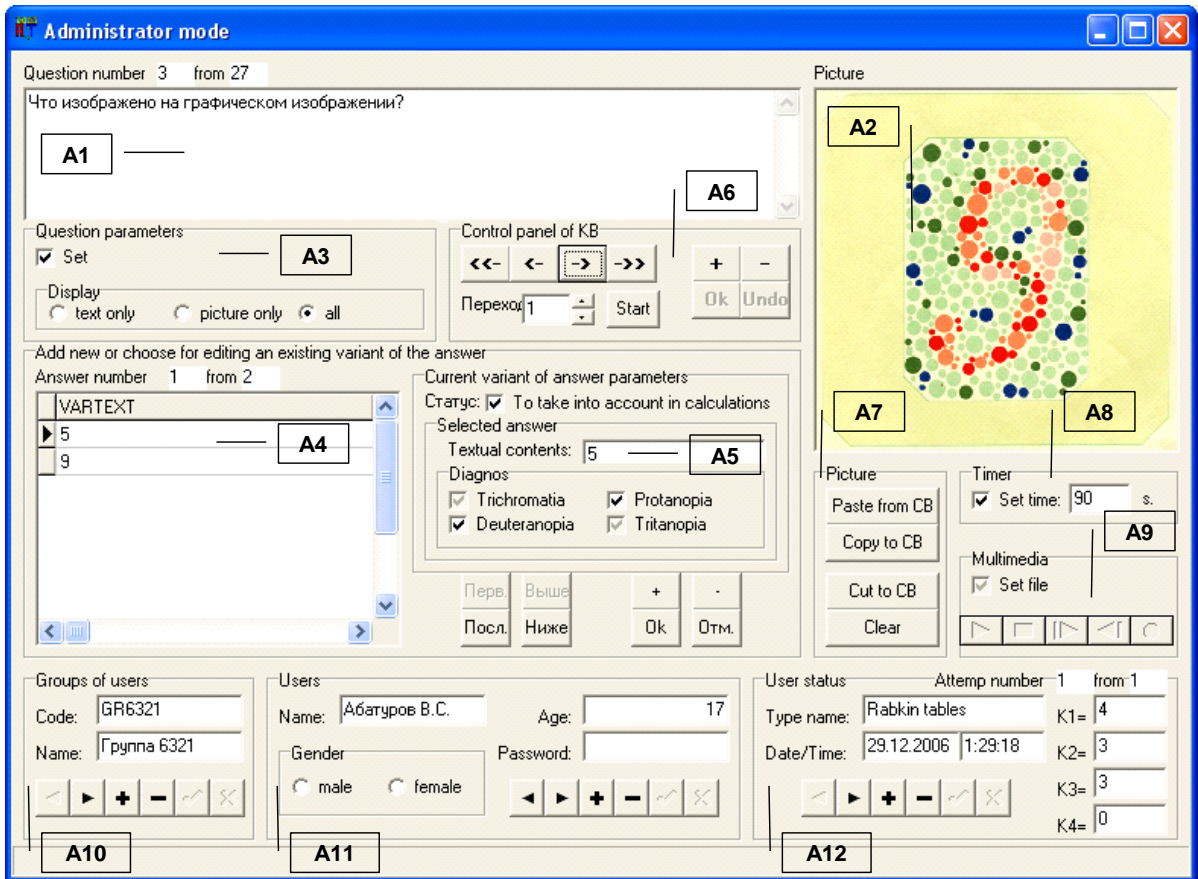 Administrator mode
Question number 3 from 27
Picture
Что изображено на графическом изображении?
A1
A2
A6
Question parameters
Set
A3
Display
text only picture only all
Control panel of KB
<<- <- -> ->>
+ -
Переход 1 Start
Ok Undo
Add new or choose for editing an existing variant of the answer
Answer number 1 from 2
VARTEXT
5
9
A4
Current variant of answer parameters
Статус: To take into account in calculations
Selected answer
Textual contents: 5
A5
Diagnos
Trichromatia Protanopia
Deuteranopia Tritanopia
Перв. Выше + -
Посл. Ниже Ok Отм.
A7
A8
Picture
Paste from CB
Copy to CB
Cut to CB
Clear
Timer
Set time: 90 s.
A9
Multimedia
Set file
Groups of users
Code: GR6321
Name: Группа 6321
A10
Users
Name: Абатуров В.С. Age: 17
Gender
male female
Password:
A11
User status Attemp number 1 from 1
Type name: Rabkin tables K1= 4
Date/Time: 29.12.2006 1:29:18 K2= 3
K3= 3
K4= 0
A12